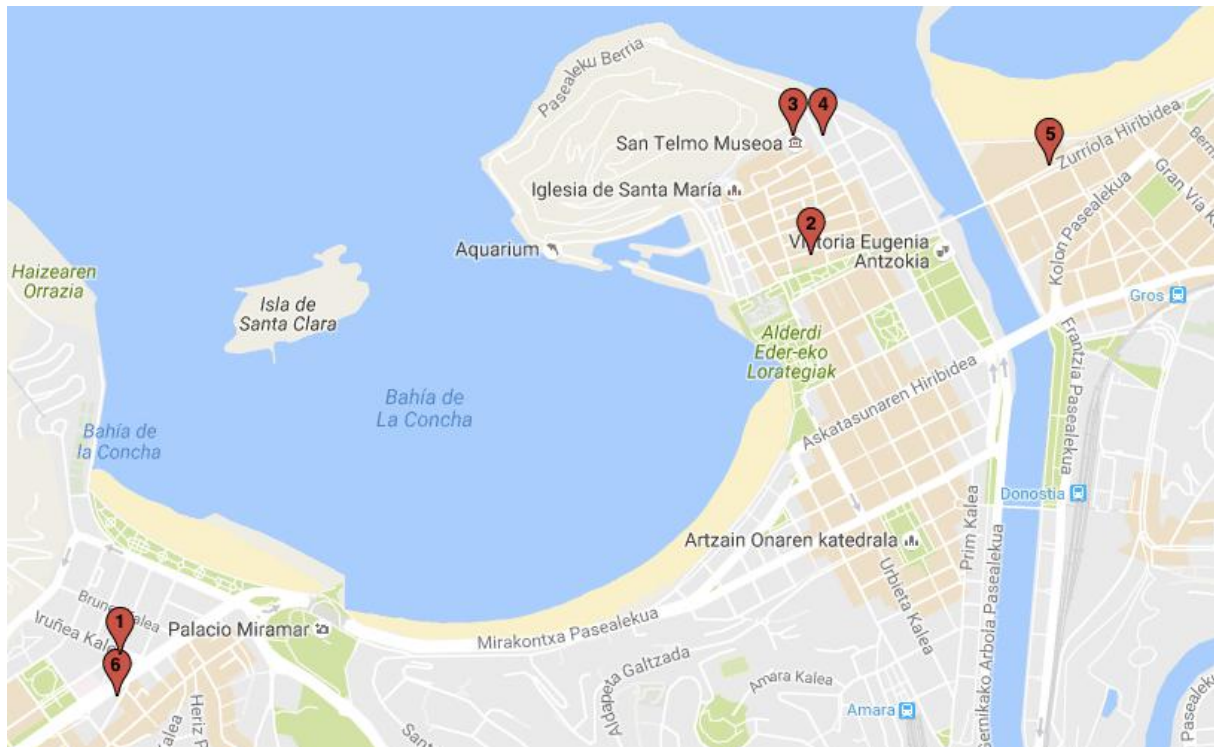 Pasealeku Berria
3
4
5
San Telmo Museoa
Zurriola Hiribidea
Gran Vía
Kolon Pasealekua
Iglesia de Santa María
2
Victoria Eugenia
Antzokia
Aquarium
Haizearen
Orrazia
Isla de
Santa Clara
Gros
Alderdi
Eder-eko
Lorategiak
Frantzia Pasealekua
Askatasunaren Hiribidea
Bahía de
La Concha
Bahía de
la Concha
Donostia
Artzain Onaren katedrala
Prim Kalea
Urbieta Kalea
Mirakontxa Pasealekua
1
6
Palacio Miramar
Aldapeta Galtzada
Amara Kalea
Amara